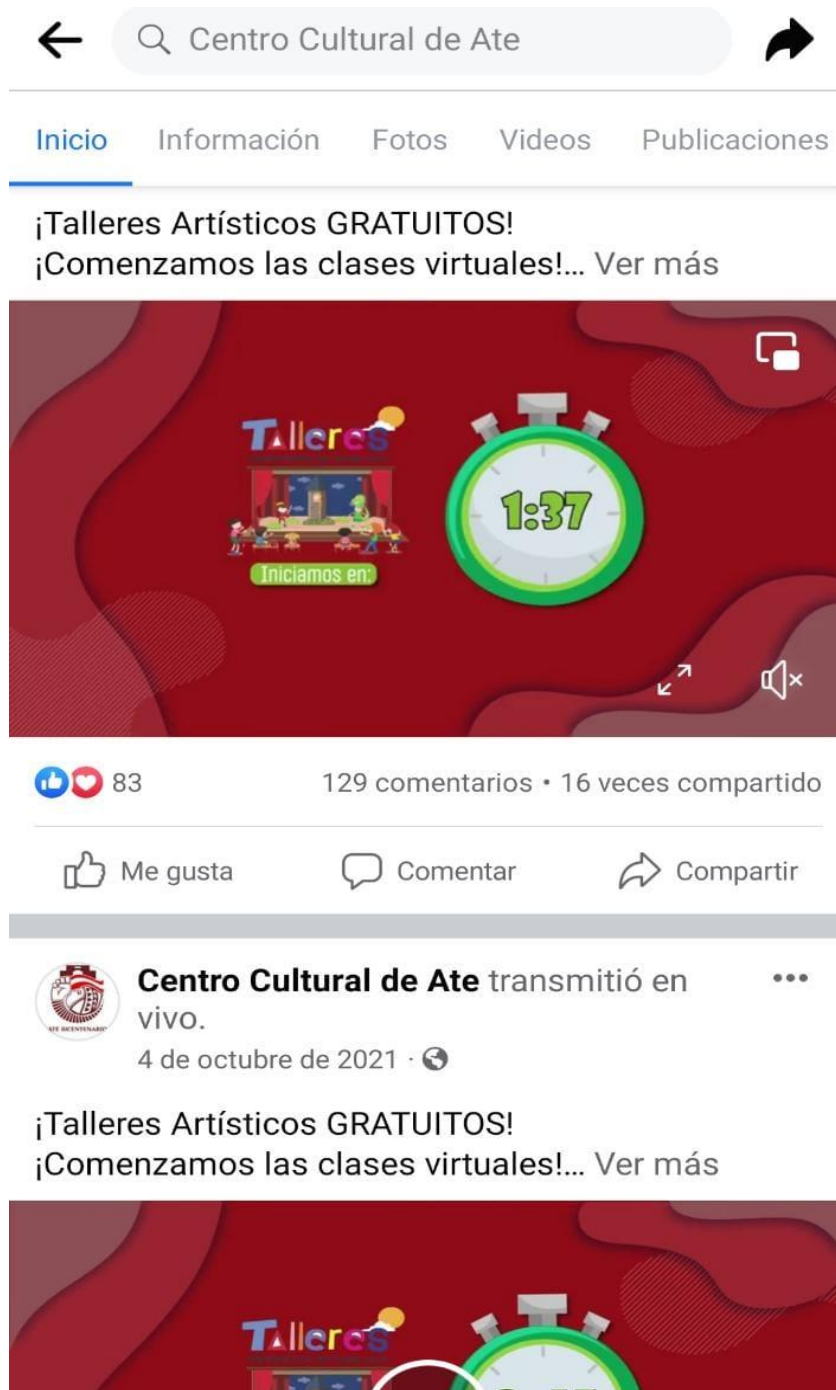 Centro Cultural de Ate
Inicio Información Fotos Videos Publicaciones
¡Talleres Artísticos GRATUITOS!
¡Comenzamos las clases virtuales!... Ver más
Talleres
1:37
Iniciamos en:
83 129 comentarios • 16 veces compartido
Me gusta Comentar Compartir
Centro Cultural de Ate transmitió en
vivo.
4 de octubre de 2021 ·
ATE BICENTENARIO
¡Talleres Artísticos GRATUITOS!
¡Comenzamos las clases virtuales!... Ver más
Talleres